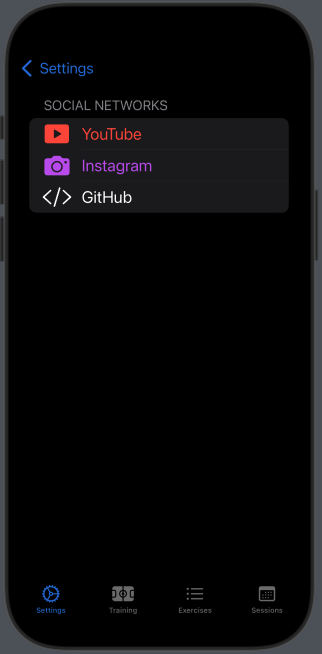 Settings
SOCIAL NETWORKS
YouTube
Instagram
GitHub
Settings
Training
Exercises
Sessions